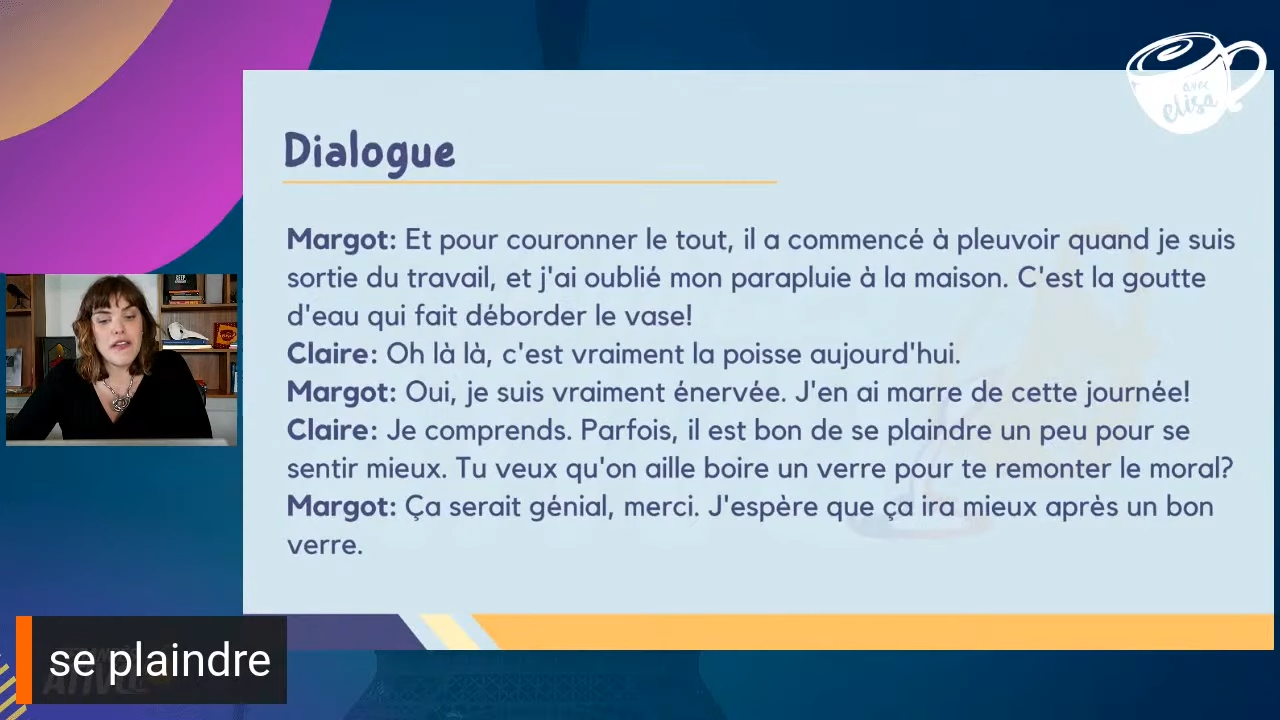 avec
elisa
Dialogue
Margot: Et pour couronner le tout, il a commencé à pleuvoir quand je suis
sortie du travail, et j'ai oublié mon parapluie à la maison. C'est la goutte
d'eau qui fait déborder le vase!
Claire: Oh là là, c'est vraiment la poisse aujourd'hui.
Margot: Oui, je suis vraiment énervée. J'en ai marre de cette journée!
Claire: Je comprends. Parfois, il est bon de se plaindre un peu pour se
sentir mieux. Tu veux qu'on aille boire un verre pour te remonter le moral?
Margot: Ça serait génial, merci. J'espère que ça ira mieux après un bon
verre.
se plaindre